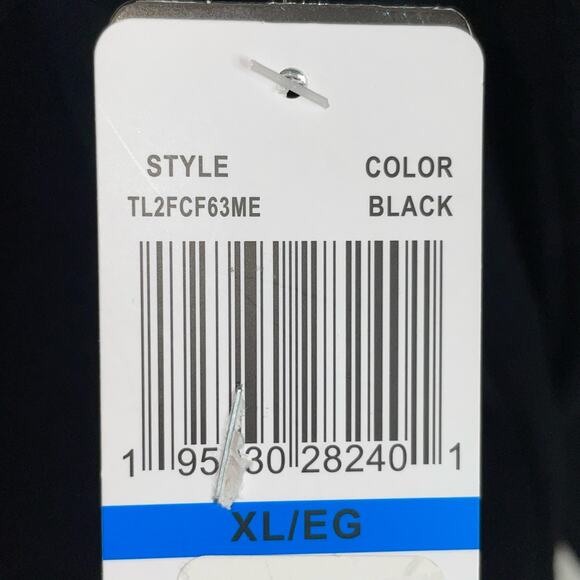 STYLE COLOR
TL2FCF63ME BLACK
1 95 30 28240 1
XL/EG